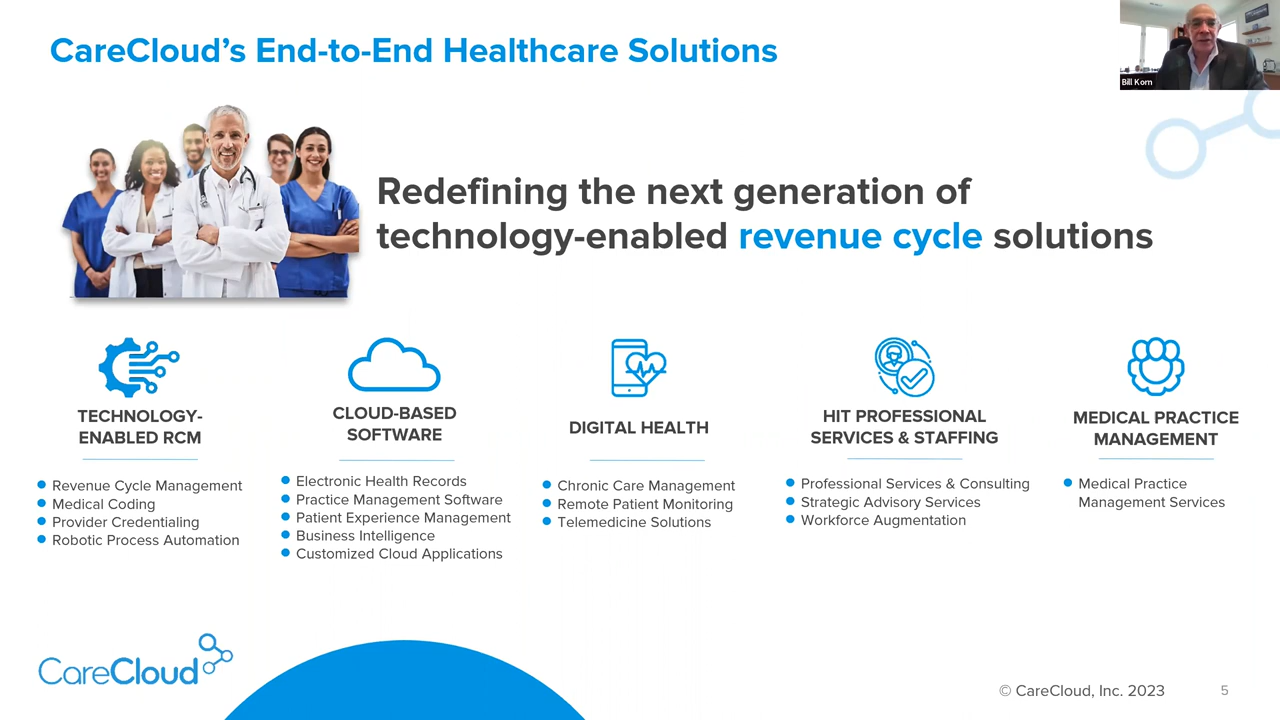 CareCloud's End-to-End Healthcare Solutions
Bill Korn
Redefining the next generation of
technology-enabled revenue cycle solutions
TECHNOLOGY-
ENABLED RCM
Revenue Cycle Management
Medical Coding
Provider Credentialing
Robotic Process Automation
CLOUD-BASED
SOFTWARE
Electronic Health Records
Practice Management Software
Patient Experience Management
Business Intelligence
Customized Cloud Applications
DIGITAL HEALTH
Chronic Care Management
Remote Patient Monitoring
Telemedicine Solutions
HIT PROFESSIONAL
SERVICES & STAFFING
Professional Services & Consulting
Strategic Advisory Services
Workforce Augmentation
MEDICAL PRACTICE
MANAGEMENT
Medical Practice
Management Services
CareCloud
© CareCloud, Inc. 2023
5